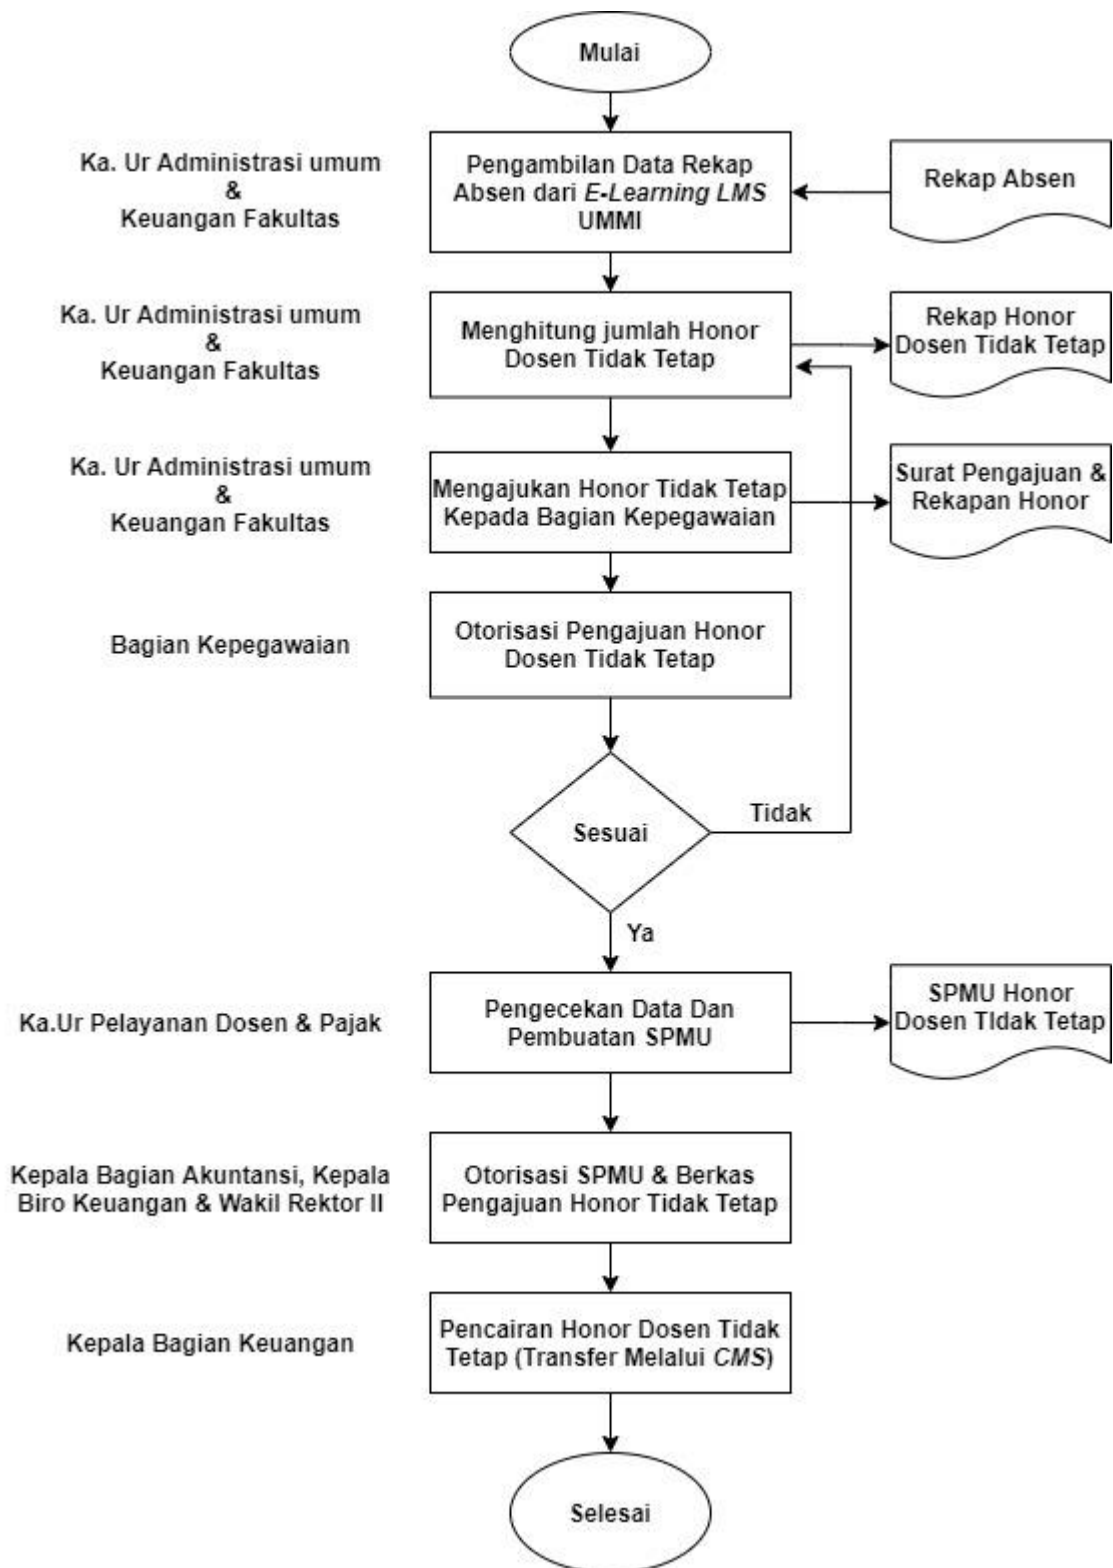 Mulai
Ka. Ur Administrasi umum
&
Keuangan Fakultas
Pengambilan Data Rekap
Absen dari E-Learning LMS
UMMI
Rekap Absen
Ka. Ur Administrasi umum
&
Keuangan Fakultas
Menghitung jumlah Honor
Dosen Tidak Tetap
Rekap Honor
Dosen Tidak Tetap
Ka. Ur Administrasi umum
&
Keuangan Fakultas
Mengajukan Honor Tidak Tetap
Kepada Bagian Kepegawaian
Surat Pengajuan &
Rekapan Honor
Bagian Kepegawaian
Otorisasi Pengajuan Honor
Dosen Tidak Tetap
Sesuai
Tidak
Ya
Ka.Ur Pelayanan Dosen & Pajak
Pengecekan Data Dan
Pembuatan SPMU
SPMU Honor
Dosen TIdak Tetap
Kepala Bagian Akuntansi, Kepala
Biro Keuangan & Wakil Rektor II
Otorisasi SPMU & Berkas
Pengajuan Honor Tidak Tetap
Kepala Bagian Keuangan
Pencairan Honor Dosen Tidak
Tetap (Transfer Melalui CMS)
Selesai